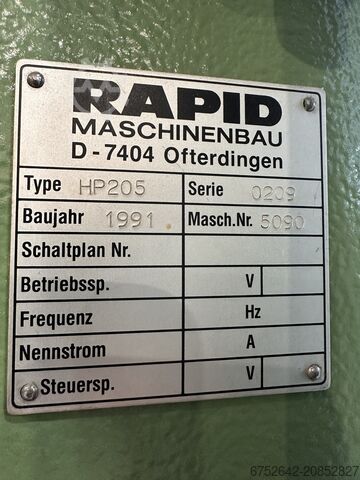 RAPID
MASCHINENBAU
D-7404 Ofterdingen
Type HP205 Serie 0209
Baujahr 1991 Masch.Nr. 5090
Schaltplan Nr.
Betriebssp. V
Frequenz Hz
Nennstrom A
Steuersp. V
6752642-20852827